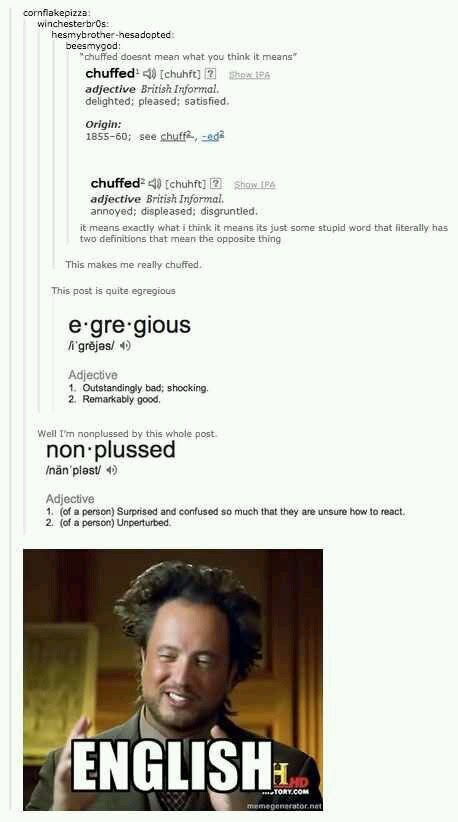 cornflakepizza:
winchesterbr0s:
hesmybrother-hesadopted:
beesmygod:
"chuffed doesnt mean what you think it means"
chuffed¹ [chuhft] ? Show IPA
adjective British Informal.
delighted; pleased; satisfied.
Origin:
1855–60; see chuff², -ed²
chuffed² [chuft] ? Show IPA
adjective British Informal.
annoyed; displeased; disgruntled.
it means exactly what i think it means its just some stupid word that literally has
two definitions that mean the opposite thing
This makes me really chuffed.
This post is quite egregious
e·gre·gious
/iˈgrējəs/
Adjective
1. Outstandingly bad; shocking.
2. Remarkably good.
Well I'm nonplussed by this whole post.
non·plussed
/nänˈpləst/
Adjective
1. (of a person) Surprised and confused so much that they are unsure how to react.
2. (of a person) Unperturbed.
ENGLISH
H HD
TORY.COM
memegenerator.net